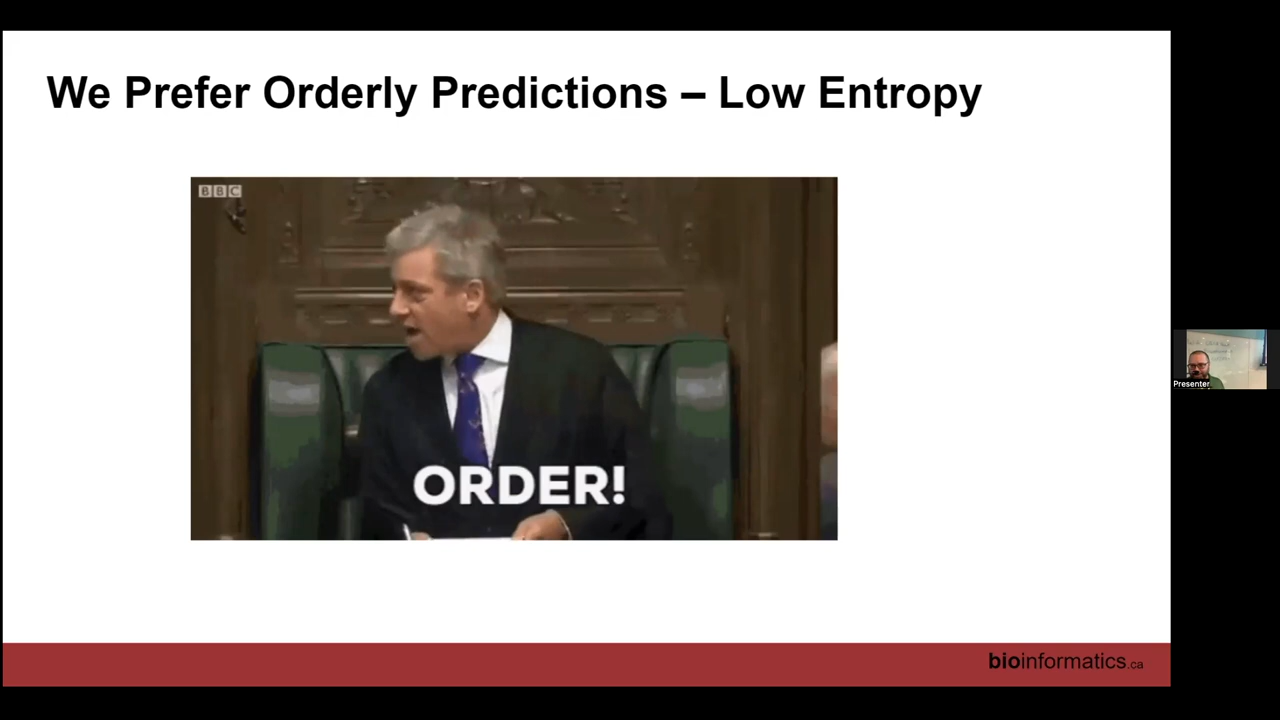 We Prefer Orderly Predictions – Low Entropy
BBC
ORDER!
Presenter
bioinformatics.ca